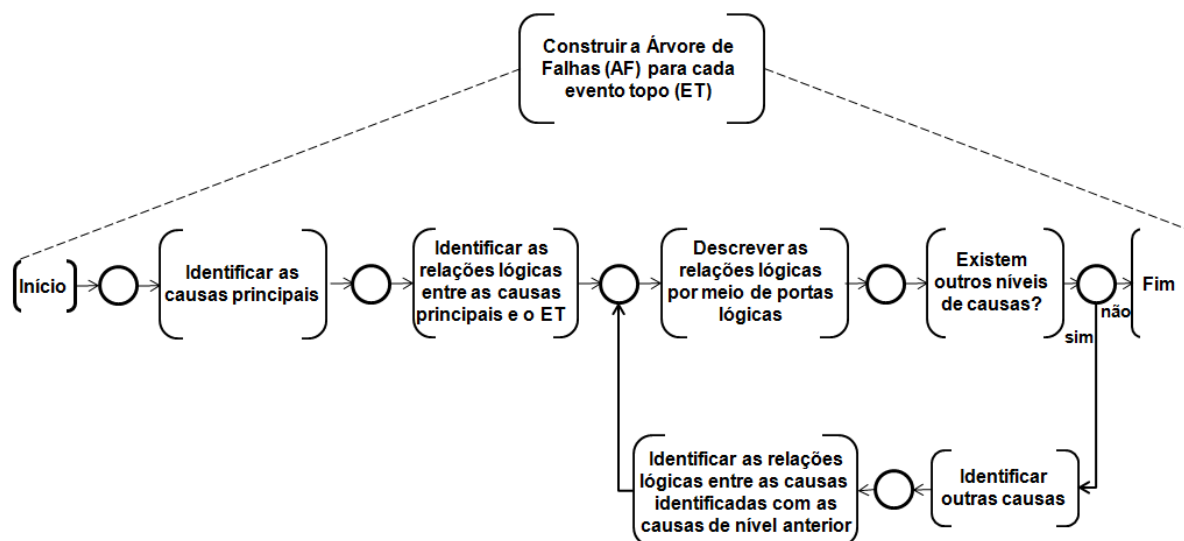 Construir a Árvore de
Falhas (AF) para cada
evento topo (ET)
Início
Identificar as
causas principais
Identificar as
relações lógicas
entre as causas
principais e o ET
Descrever as
relações lógicas
por meio de portas
lógicas
Existem
outros níveis
de causas?
não
Fim
sim
Identificar
outras causas
Identificar as relações
lógicas entre as causas
identificadas com as
causas de nível anterior